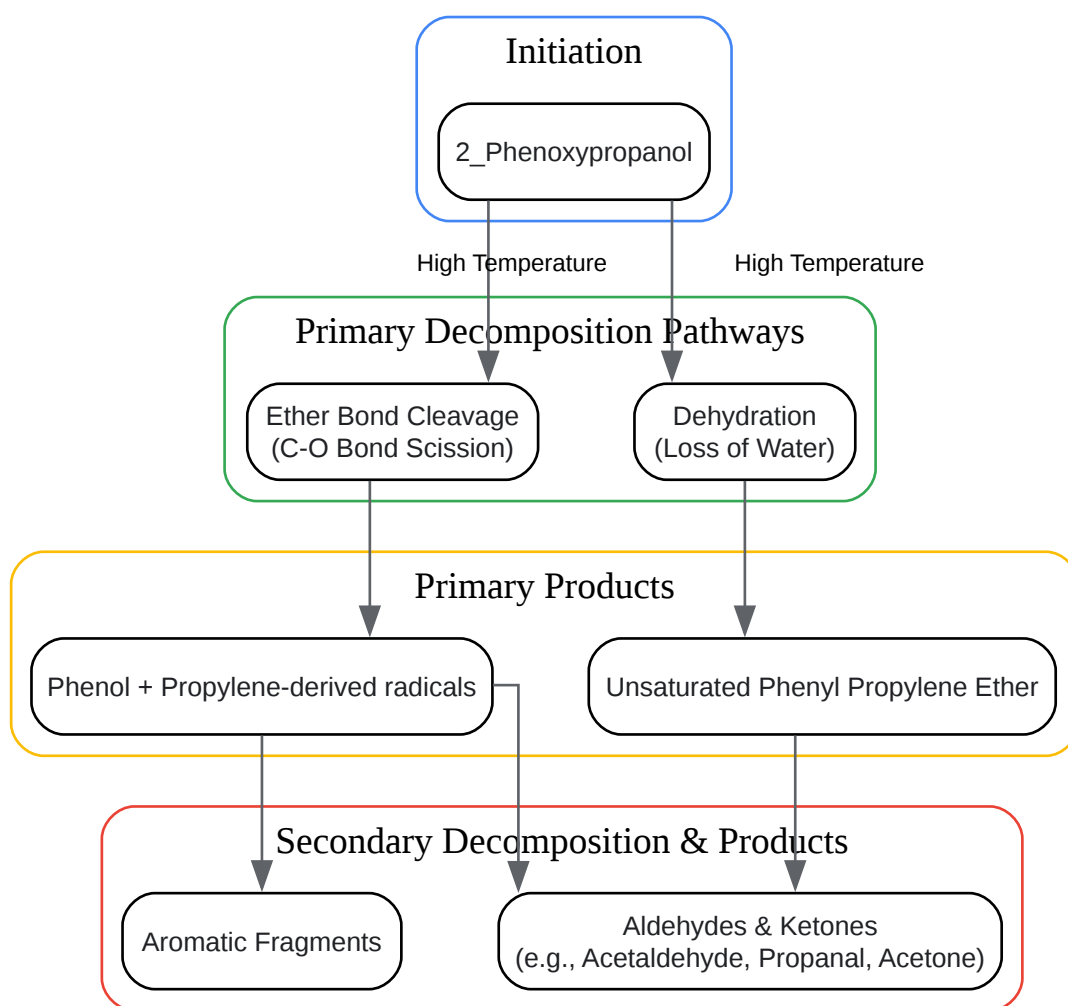 Initiation
2_Phenoxypropanol
High Temperature
High Temperature
Primary Decomposition Pathways
Ether Bond Cleavage
(C-O Bond Scission)
Dehydration
(Loss of Water)
Primary Products
Phenol + Propylene-derived radicals
Unsaturated Phenyl Propylene Ether
Secondary Decomposition & Products
Aromatic Fragments
Aldehydes & Ketones
(e.g., Acetaldehyde, Propanal, Acetone)